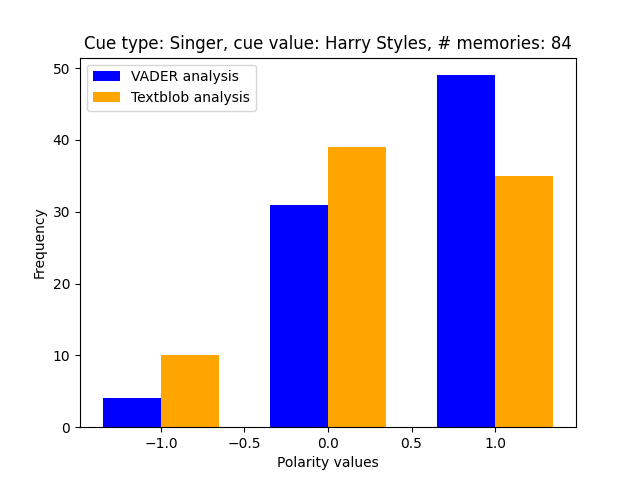 Cue type: Singer, cue value: Harry Styles, # memories: 84
VADER analysis
Textblob analysis
50
40
30
20
10
0
Frequency
−1.0 −0.5 0.0 0.5 1.0
Polarity values